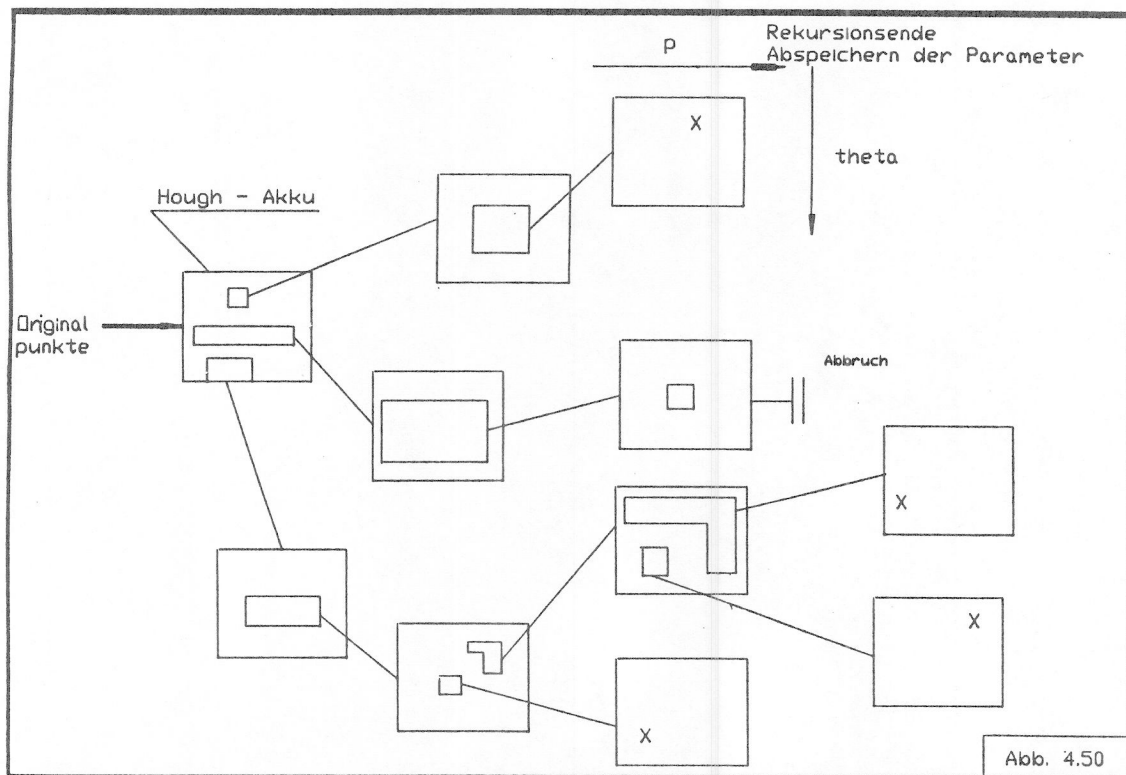 p
Rekursionsende
Abspeichern der Parameter
X
theta
Hough - Akku
Original
punkte
Abbruch
X
X
X
Abb. 4.50